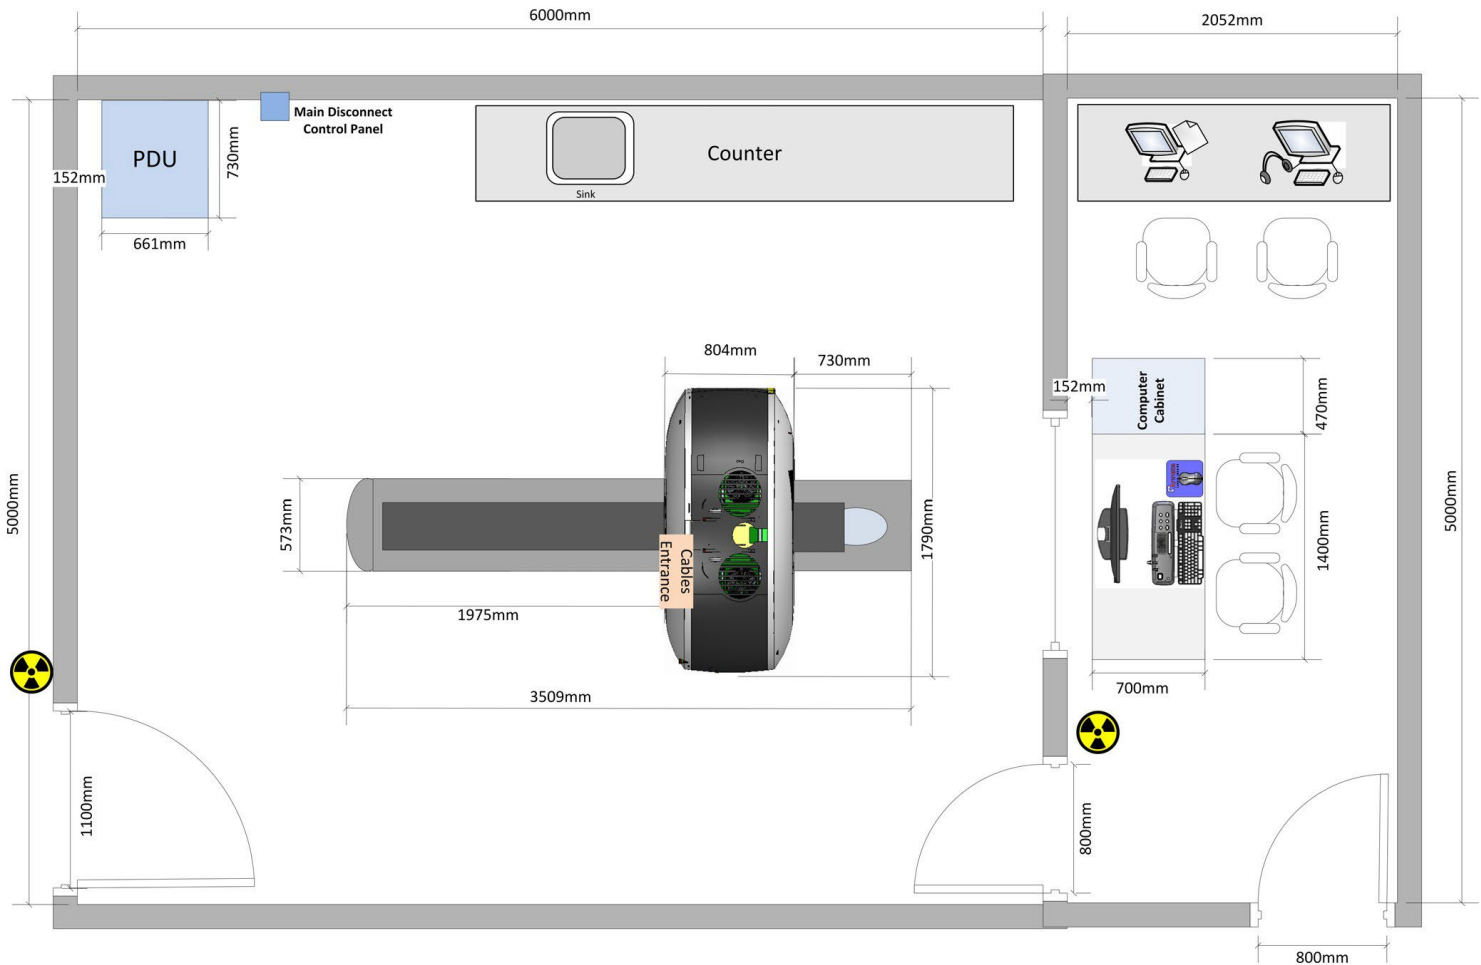 6000mm
2052mm
Main Disconnect
Control Panel
PDU
730mm
152mm
661mm
Sink
Counter
804mm
730mm
152mm
Computer
Cabinet
470mm
5000mm
573mm
Cables
Entrance
1790mm
1400mm
5000mm
1975mm
3509mm
700mm
1100mm
800mm
800mm